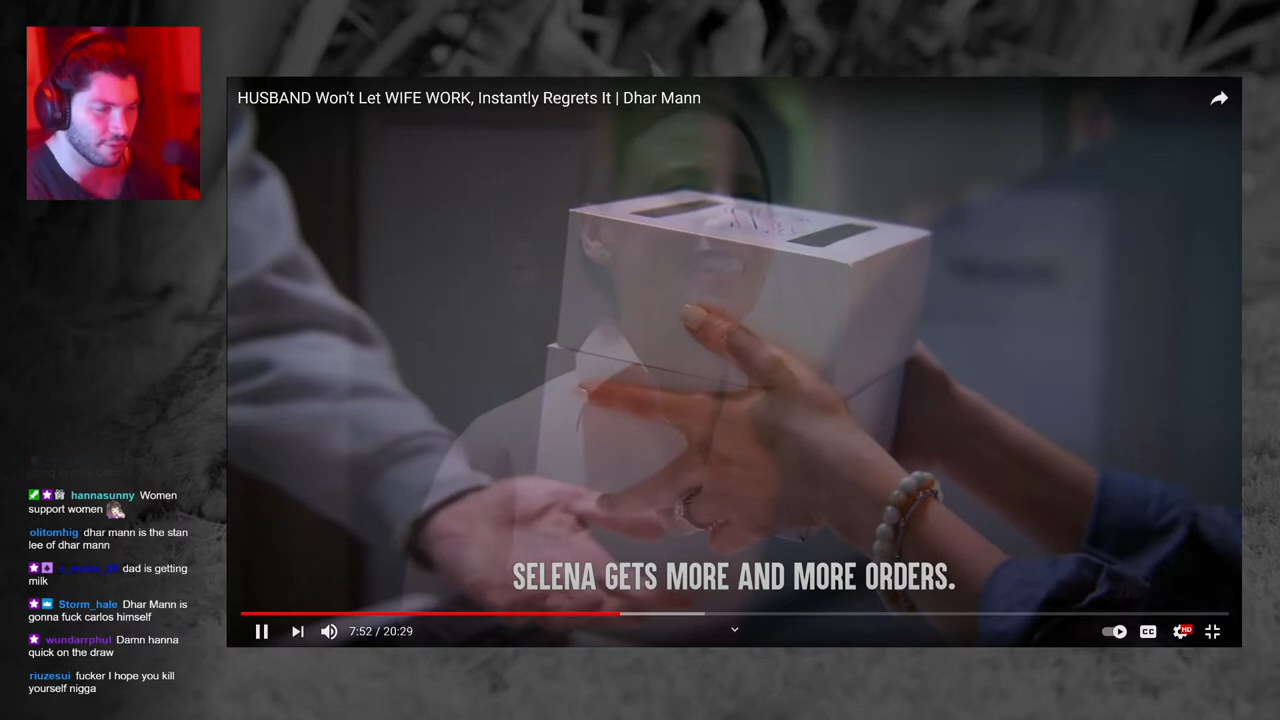 HUSBAND Won't Let WIFE WORK, Instantly Regrets It | Dhar Mann
SELENA GETS MORE AND MORE ORDERS.
7:52 / 20:29
CC
HD
hannasunny Women
support women
olitomhig dhar mann is the stan
lee of dhar mann
dad is getting
milk
Storm_hale Dhar Mann is
gonna fuck carlos himself
wundarrphul Damn hanna
quick on the draw
riuzesui fucker I hope you kill
yourself nigga